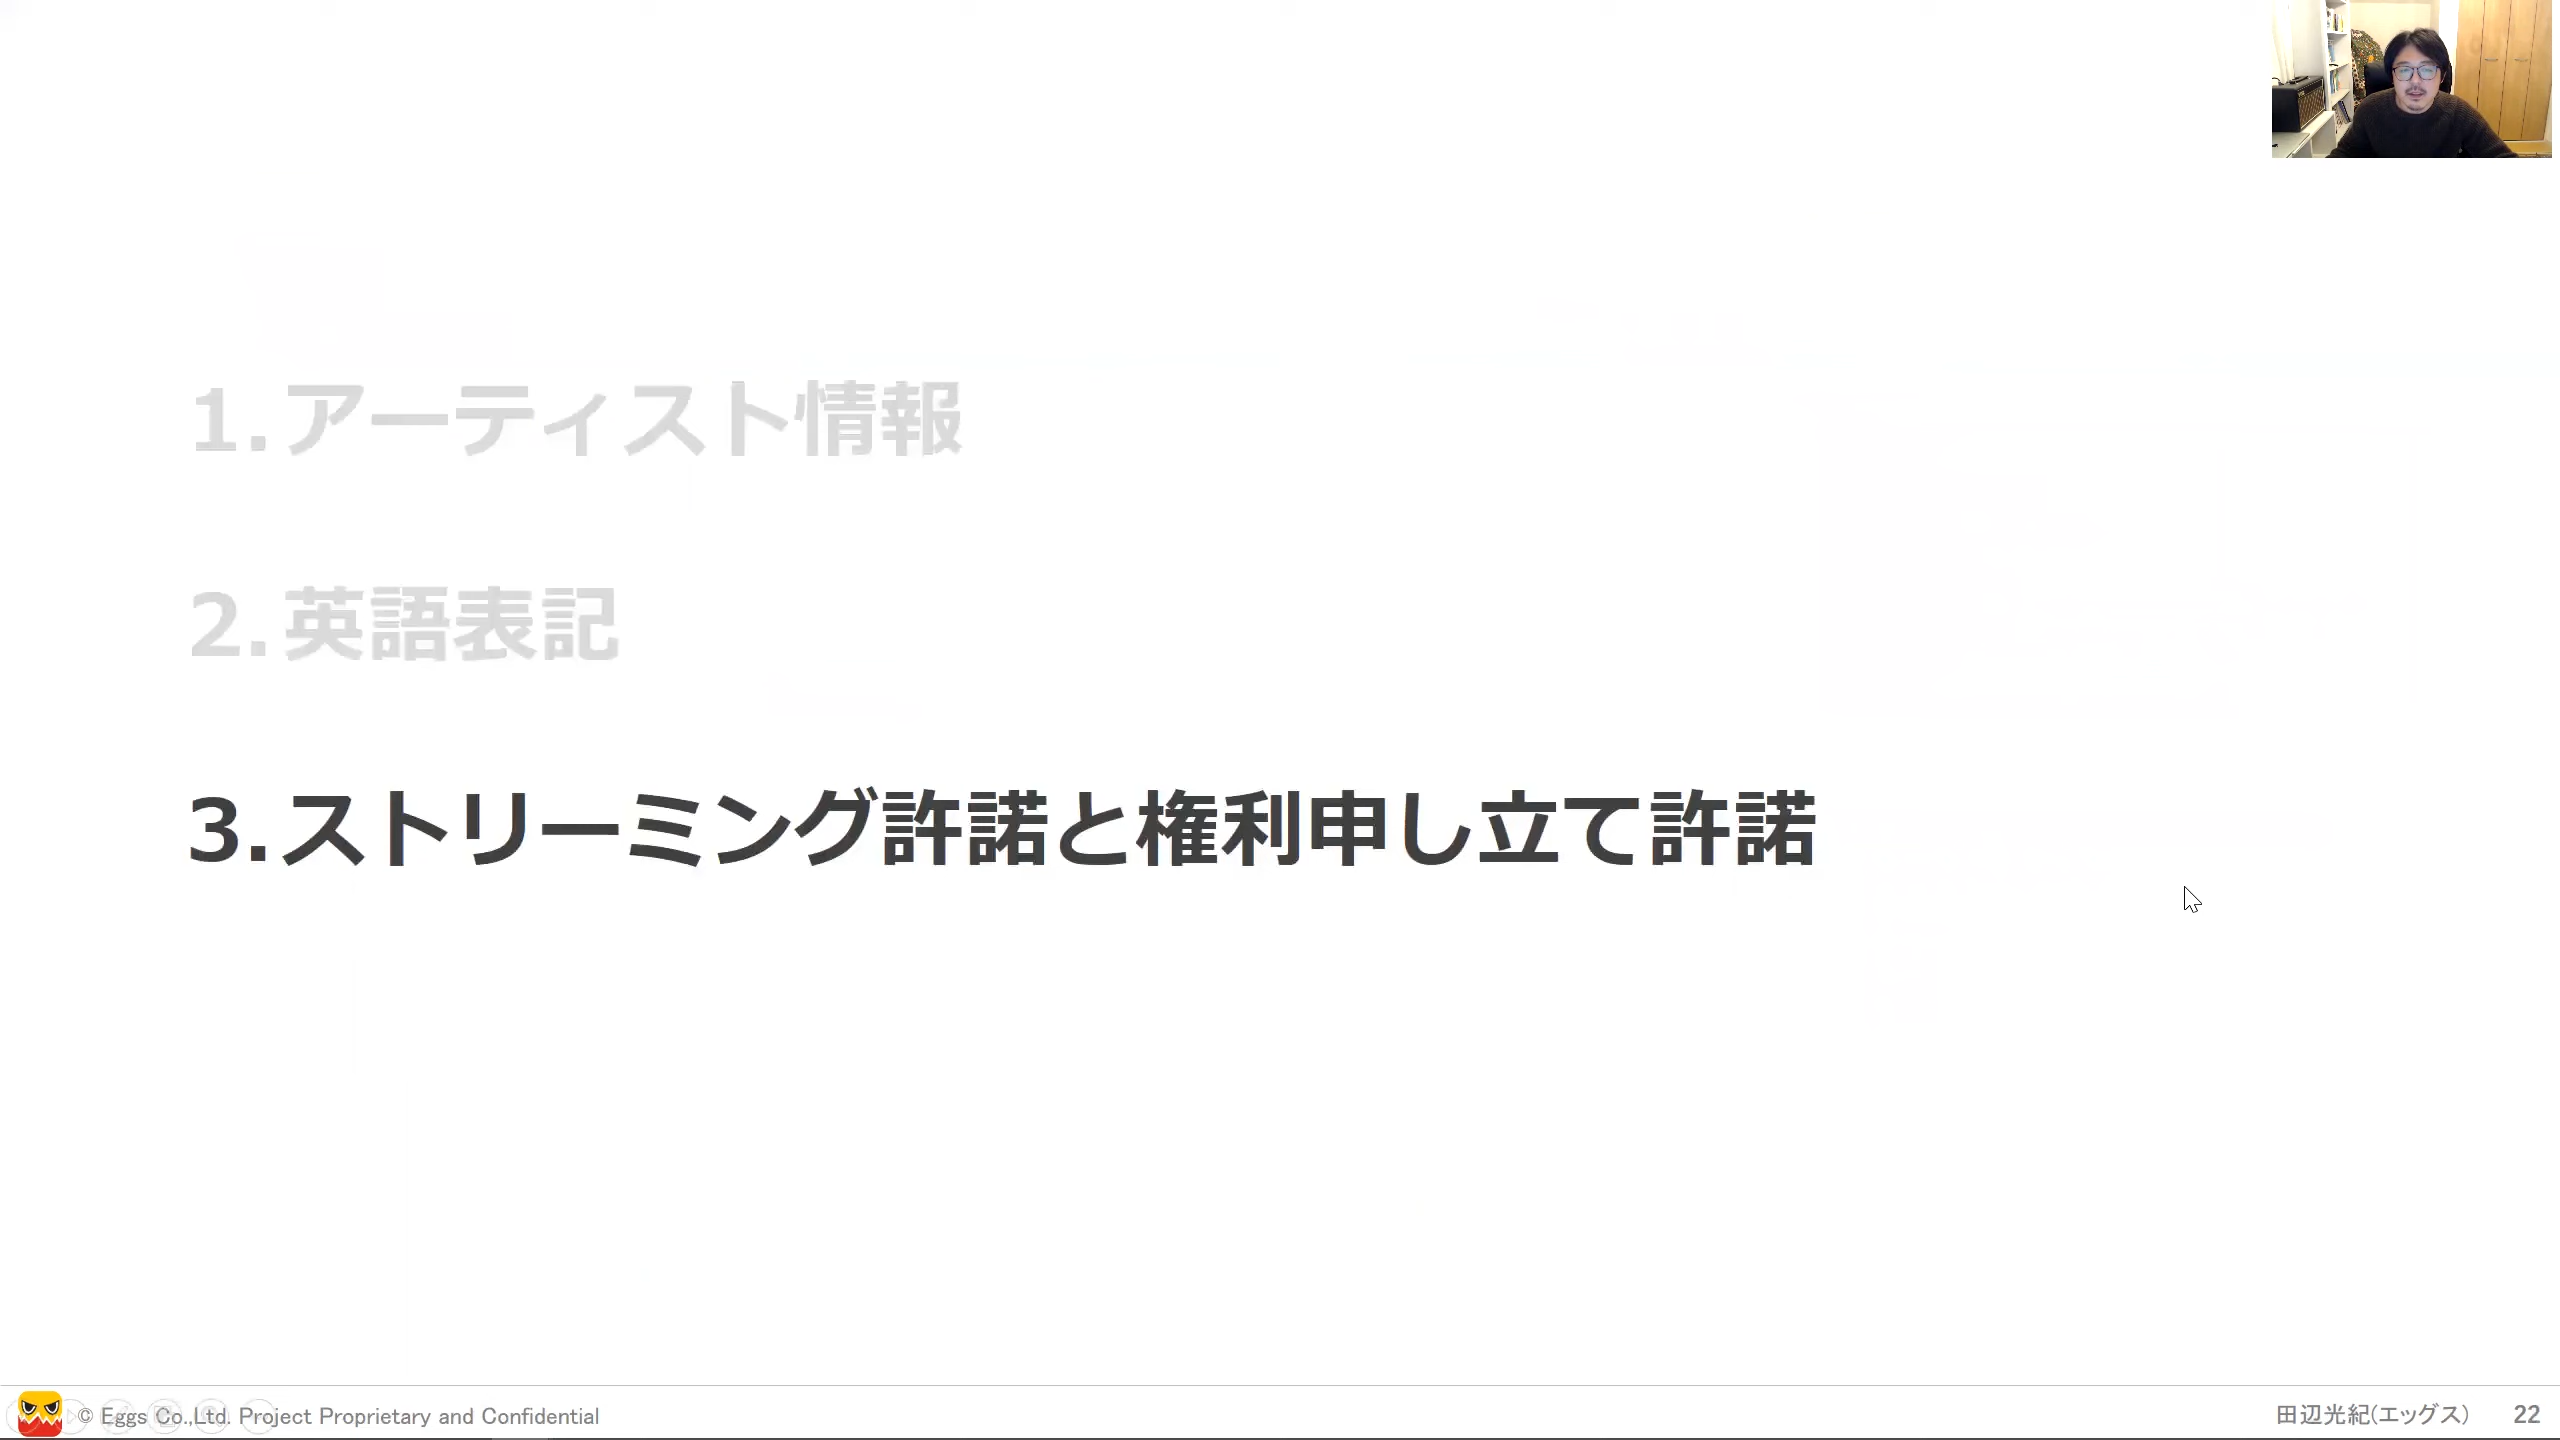 1.アーティスト情報
2.英語表記
3.ストリーミング許諾と権利申し立て許諾
© Eggs Co.,Ltd. Project Proprietary and Confidential
田辺光紀(エッグス) 22